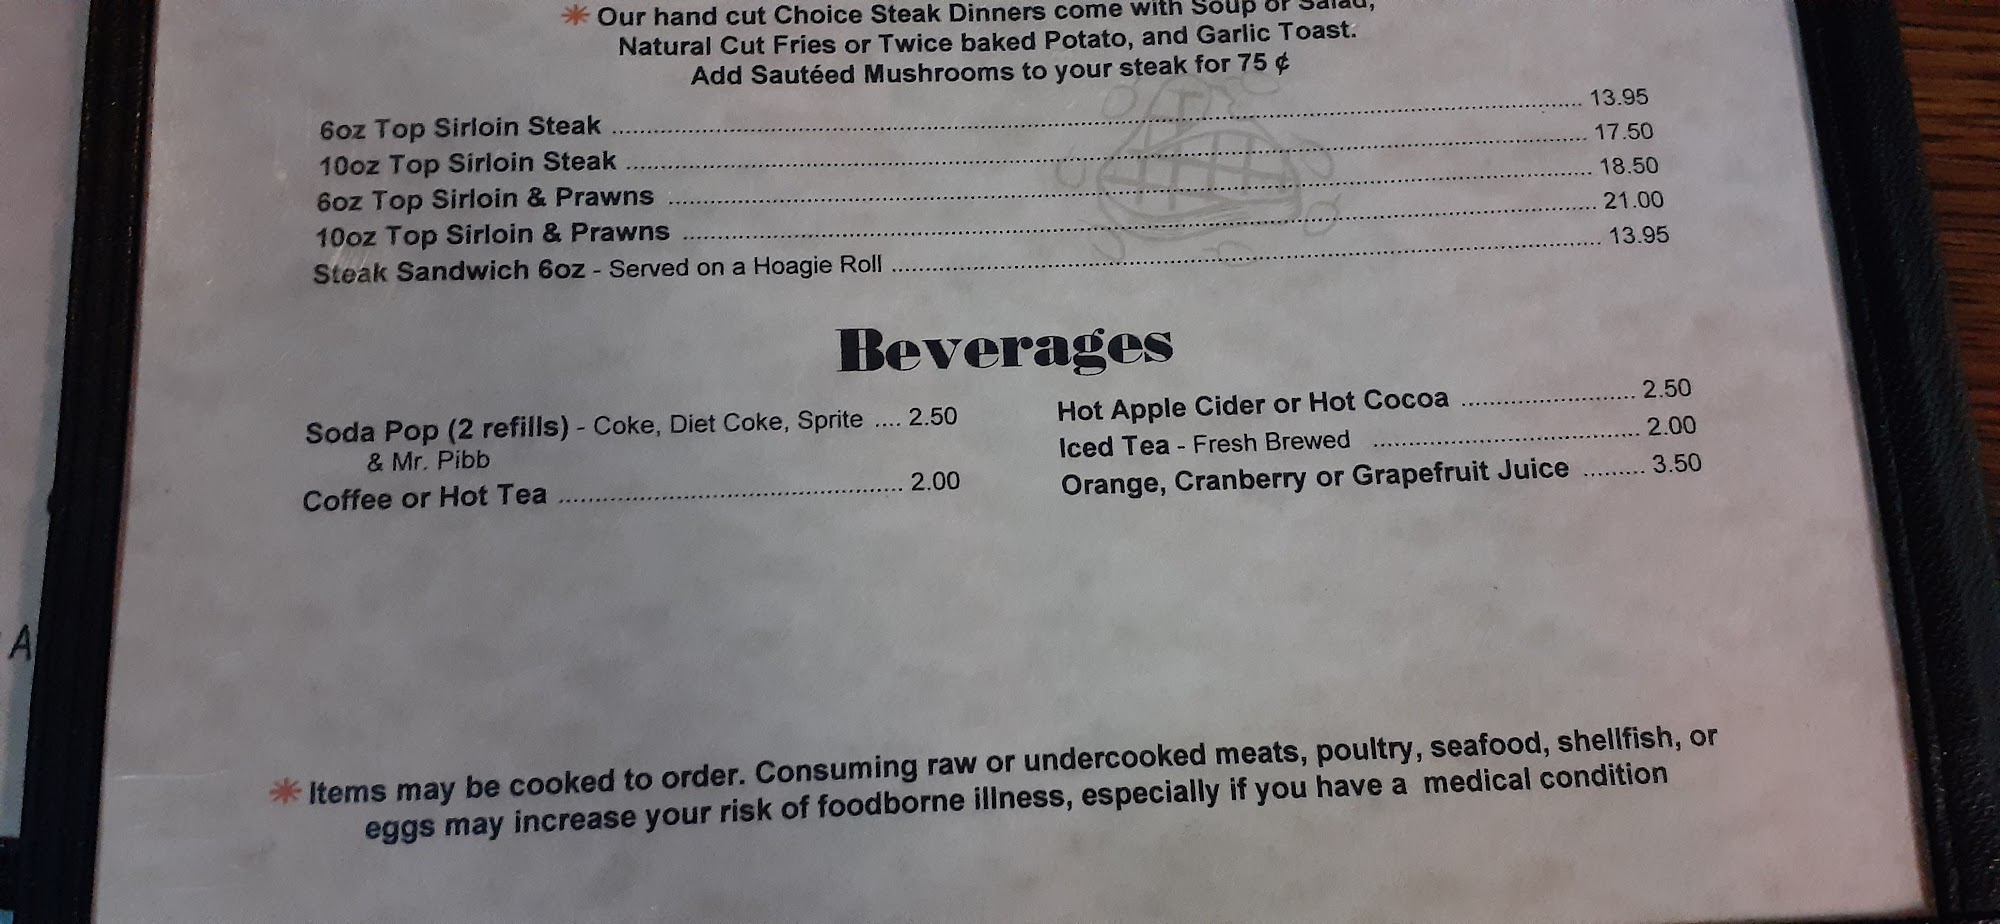 ✳ Our hand cut Choice Steak Dinners come with Soup or Salad,
Natural Cut Fries or Twice baked Potato, and Garlic Toast.
Add Sautéed Mushrooms to your steak for 75 ¢
6oz Top Sirloin Steak ........ 13.95
10oz Top Sirloin Steak ........ 17.50
6oz Top Sirloin & Prawns ........ 18.50
10oz Top Sirloin & Prawns ........ 21.00
Steak Sandwich 6oz - Served on a Hoagie Roll ........ 13.95
Beverages
Soda Pop (2 refills) - Coke, Diet Coke, Sprite .... 2.50
& Mr. Pibb
Coffee or Hot Tea ........ 2.00
Hot Apple Cider or Hot Cocoa ........ 2.50
Iced Tea - Fresh Brewed ........ 2.00
Orange, Cranberry or Grapefruit Juice ......... 3.50
A
✳ Items may be cooked to order. Consuming raw or undercooked meats, poultry, seafood, shellfish, or
eggs may increase your risk of foodborne illness, especially if you have a medical condition